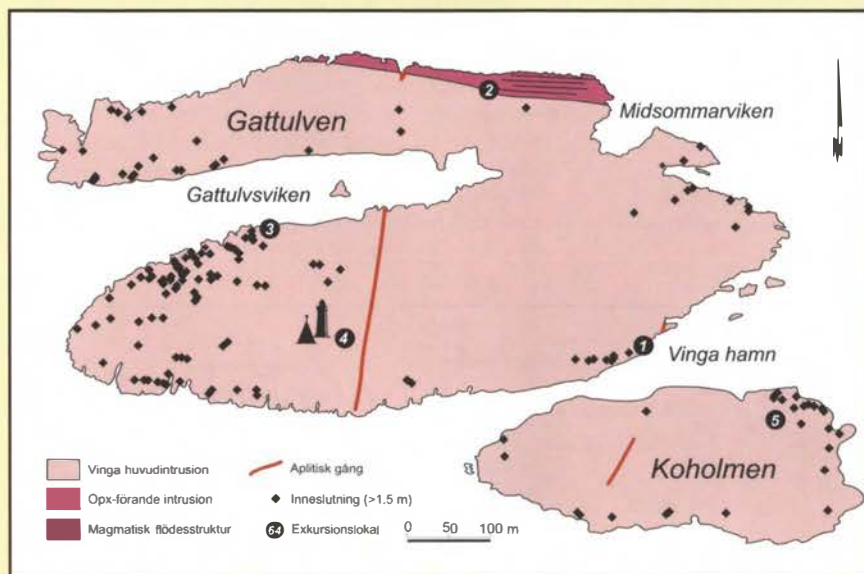 2
Midsommarviken
Gattulven
Gattulvsviken
3
4
1
Vinga hamn
5
Koholmen
Vinga huvudintrusion
Aplitisk gång
Opx-förande intrusion
Inneslutning (>1.5 m)
Magmatisk flödesstruktur
64 Exkursionslokal
0 50 100 m